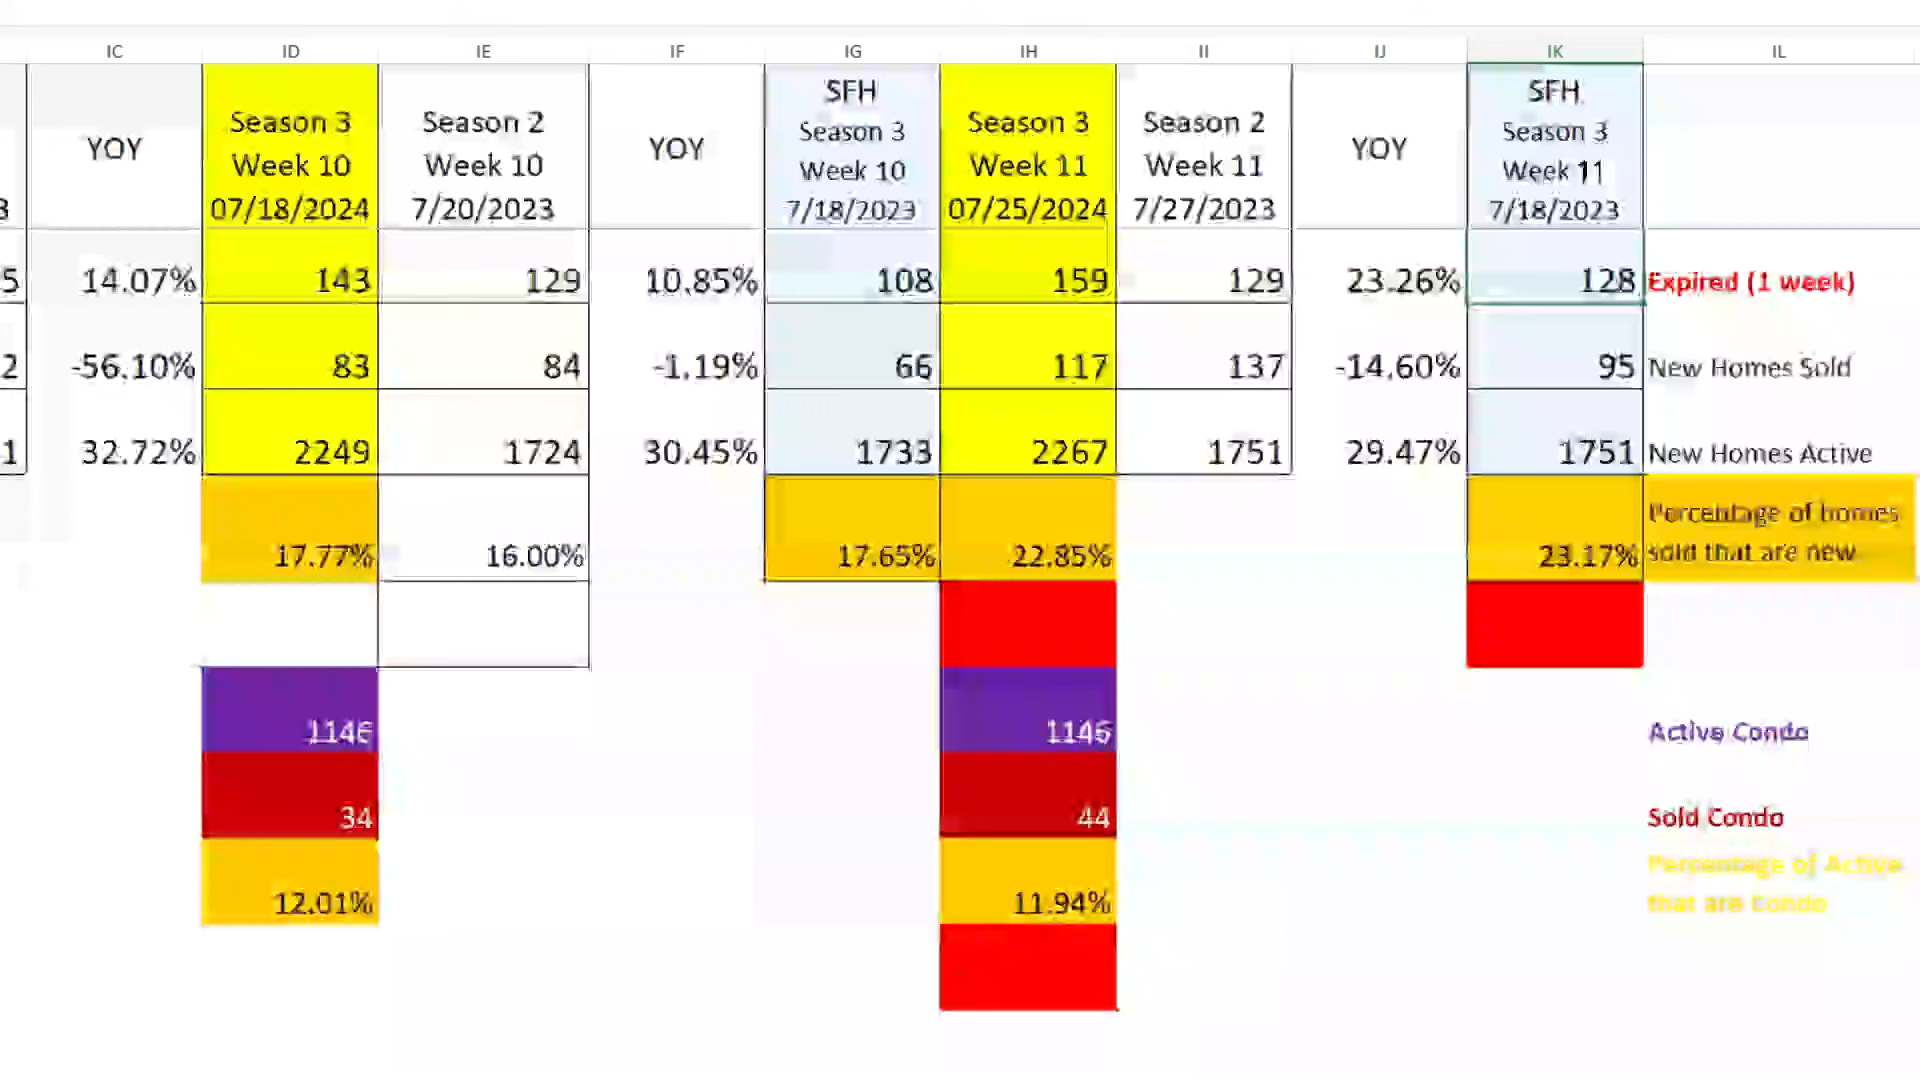 IC ID IE IF IG IH II IJ IK IL
YOY
Season 3
Week 10
07/18/2024
Season 2
Week 10
7/20/2023
YOY
SFH
Season 3
Week 10
7/18/2023
Season 3
Week 11
07/25/2024
Season 2
Week 11
7/27/2023
YOY
SFH
Season 3
Week 11
7/18/2023
5 14.07% 143 129 10.85% 108 159 129 23.26% 128 Expired (1 week)
2 -56.10% 83 84 -1.19% 66 117 137 -14.60% 95 New Homes Sold
1 32.72% 2249 1724 30.45% 1733 2267 1751 29.47% 1751 New Homes Active
Percentage of homes
17.77% 16.00% 17.65% 22.85% 23.17% sold that are new
1146 1146 Active Condo
34 44 Sold Condo
Percentage of Active
12.01% 11.94% that are Condo